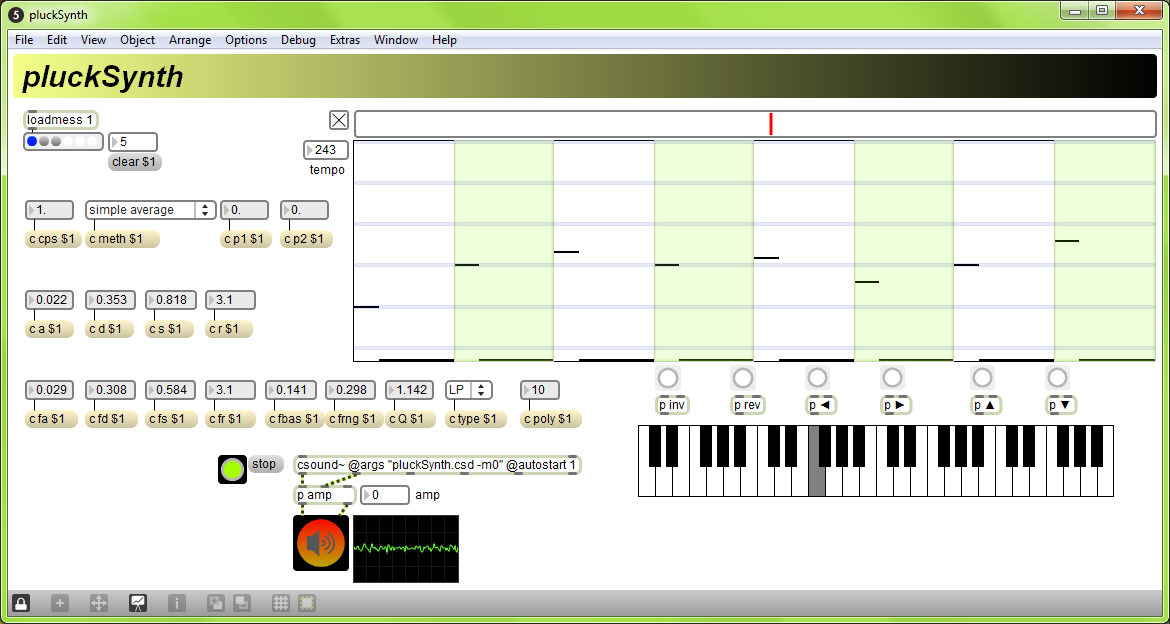 5 pluckSynth
File Edit View Object Arrange Options Debug Extras Window Help
pluckSynth
loadmess 1
5
clear $1
243
tempo
1. simple average 0. 0.
c cps $1 c meth $1 c p1 $1 c p2 $1
0.022 0.353 0.818 3.1
c a $1 c d $1 c s $1 c r $1
0.029 0.308 0.584 3.1 0.141 0.298 1.142 LP 10
c fa $1 c fd $1 c fs $1 c fr $1 c fbas $1 c frng $1 c Q $1 c type $1 c poly $1
p inv p rev p ◄ p ► p ▲ p ▼
stop csound~ @args "pluckSynth.csd -m0" @autostart 1
p amp 0 amp